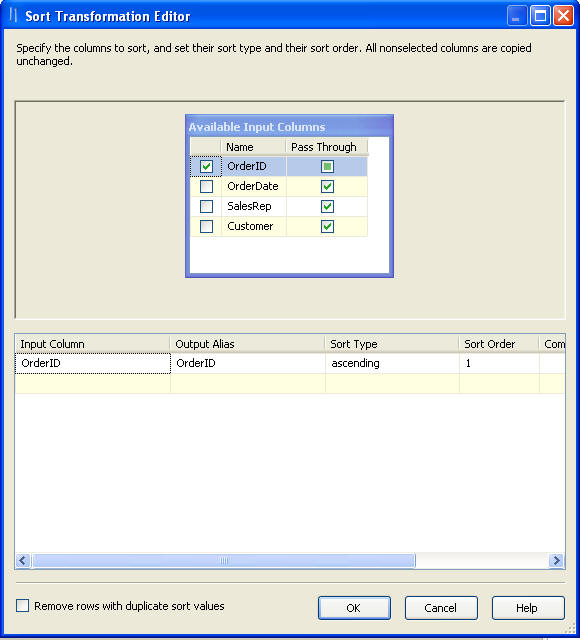 Sort Transformation Editor
Specify the columns to sort, and set their sort type and their sort order. All nonselected columns are copied
unchanged.
Available Input Columns
Name Pass Through
OrderID
OrderDate
SalesRep
Customer
Input Column Output Alias Sort Type Sort Order Com
OrderID OrderID ascending 1
Remove rows with duplicate sort values OK Cancel Help